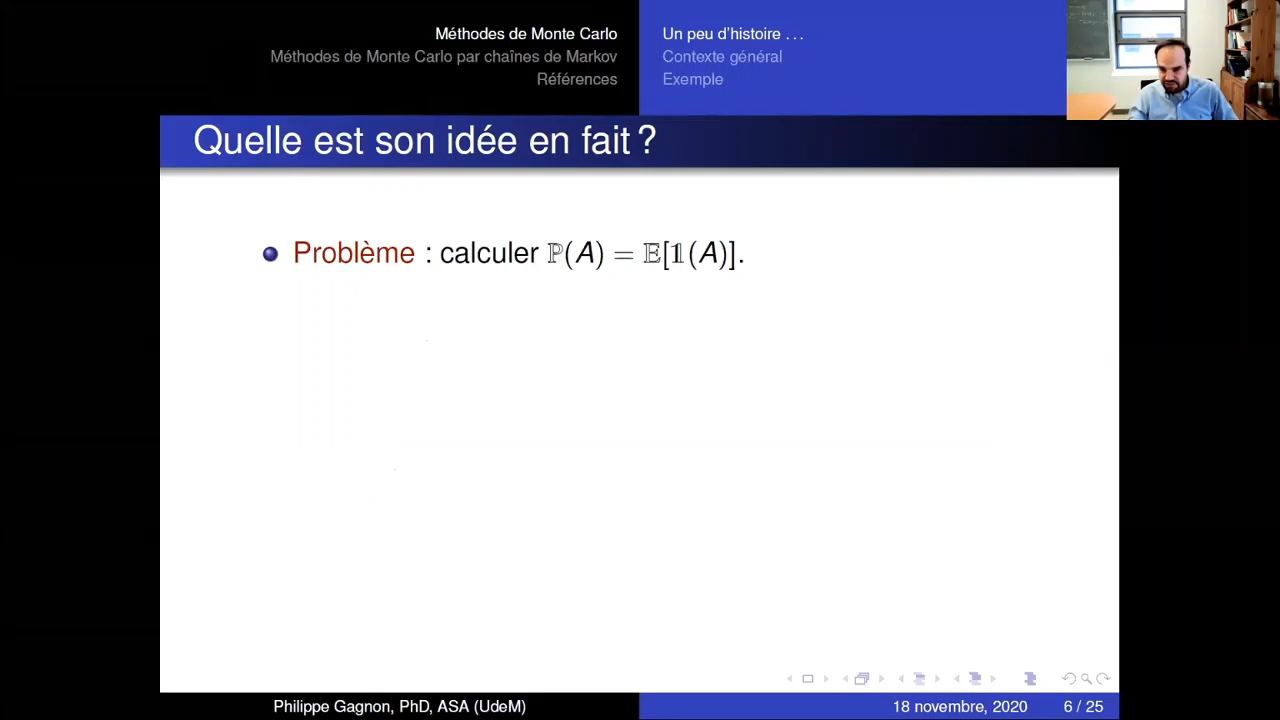 Méthodes de Monte Carlo
Méthodes de Monte Carlo par chaînes de Markov
Références
Un peu d'histoire . . .
Contexte général
Exemple
Quelle est son idée en fait ?
Problème : calculer ℙ(A) = 𝔼[𝟙(A)].
Philippe Gagnon, PhD, ASA (UdeM)
18 novembre, 2020
6 / 25